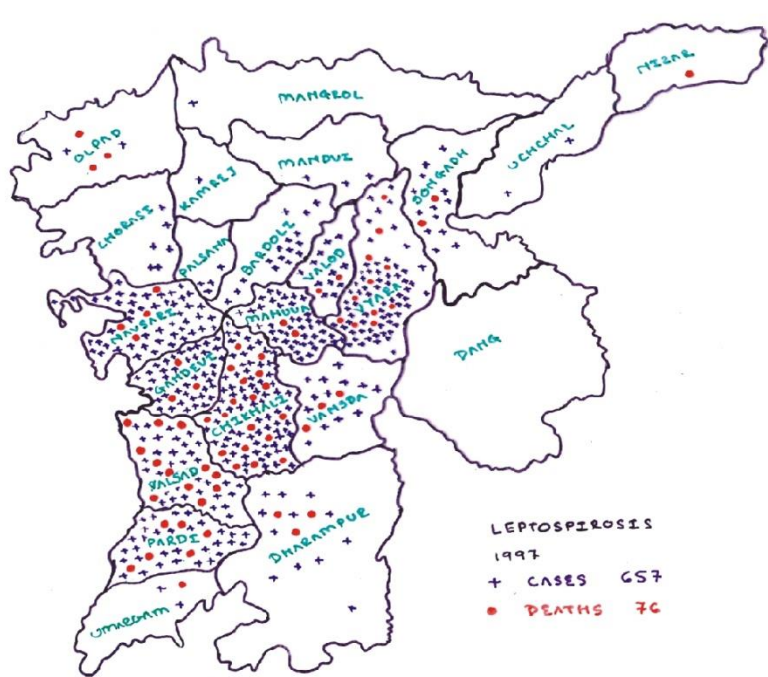 NIZAR
MANGROL
UCHCHAL
OLPAD
MANDVI
SONGADH
KAMREJ
CHORASI
BARDOLI
PALSANA
VALOD
VYARA
MAHUVA
NAVSARI
DANG
GANDEVI
CHIKHALI
VANSDA
VALSAD
PARDI
DHARAMPUR
UMARGAM
LEPTOSPIROSIS
1997
+ CASES 657
● DEATHS 76